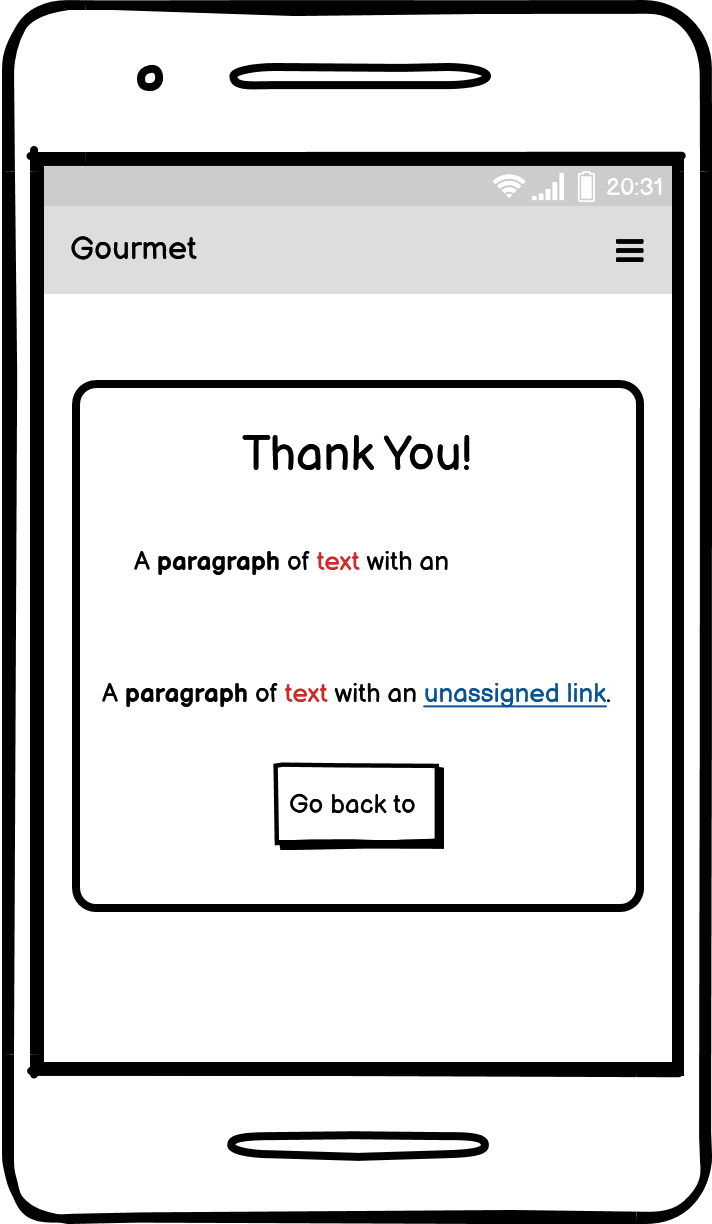 20:31
Gourmet
Thank You!
A paragraph of text with an
A paragraph of text with an unassigned link.
Go back to